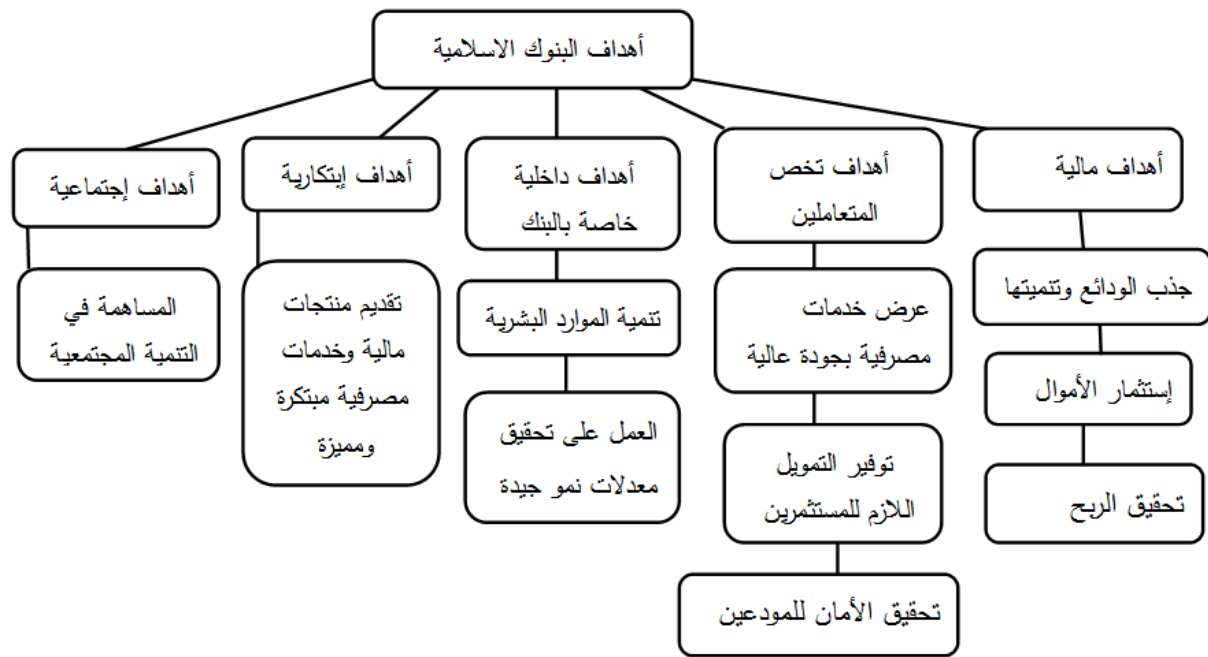 أهداف البنوك الاسلامية
أهداف مالية
جذب الودائع وتنميتها
إستثمار الأموال
تحقيق الربح
أهداف تخص
المتعاملين
عرض خدمات
مصرفية بجودة عالية
توفير التمويل
اللازم للمستثمرين
تحقيق الأمان للمودعين
أهداف داخلية
خاصة بالبنك
تتمية الموارد البشرية
العمل على تحقيق
معدلات نمو جيدة
أهداف إبتكارية
تقديم منتجات
مالية وخدمات
مصرفية مبتكرة
ومميزة
أهداف إجتماعية
المساهمة في
التتمية المجتمعية